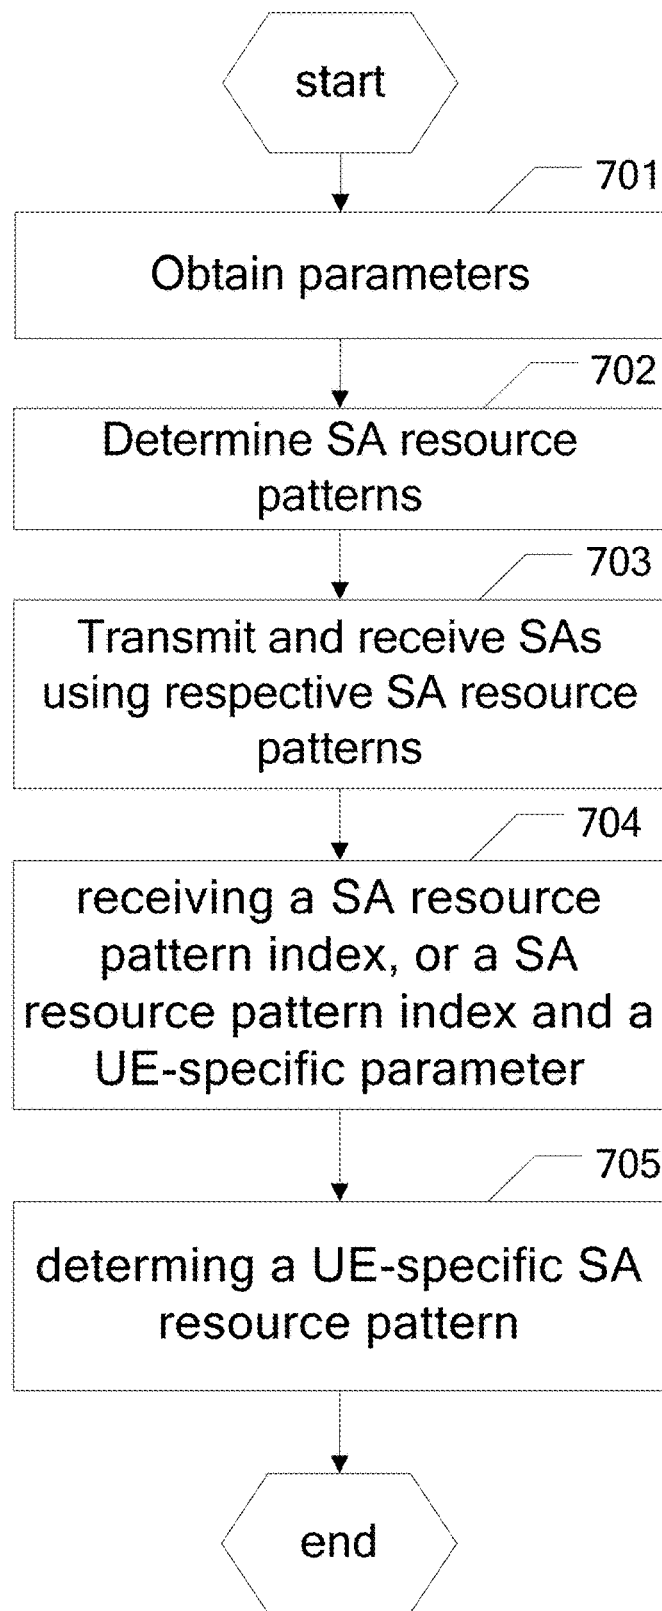 start
701
Obtain parameters
702
Determine SA resource
patterns
703
Transmit and receive SAs
using respective SA resource
patterns
704
receiving a SA resource
pattern index, or a SA
resource pattern index and a
UE-specific parameter
705
determing a UE-specific SA
resource pattern
end